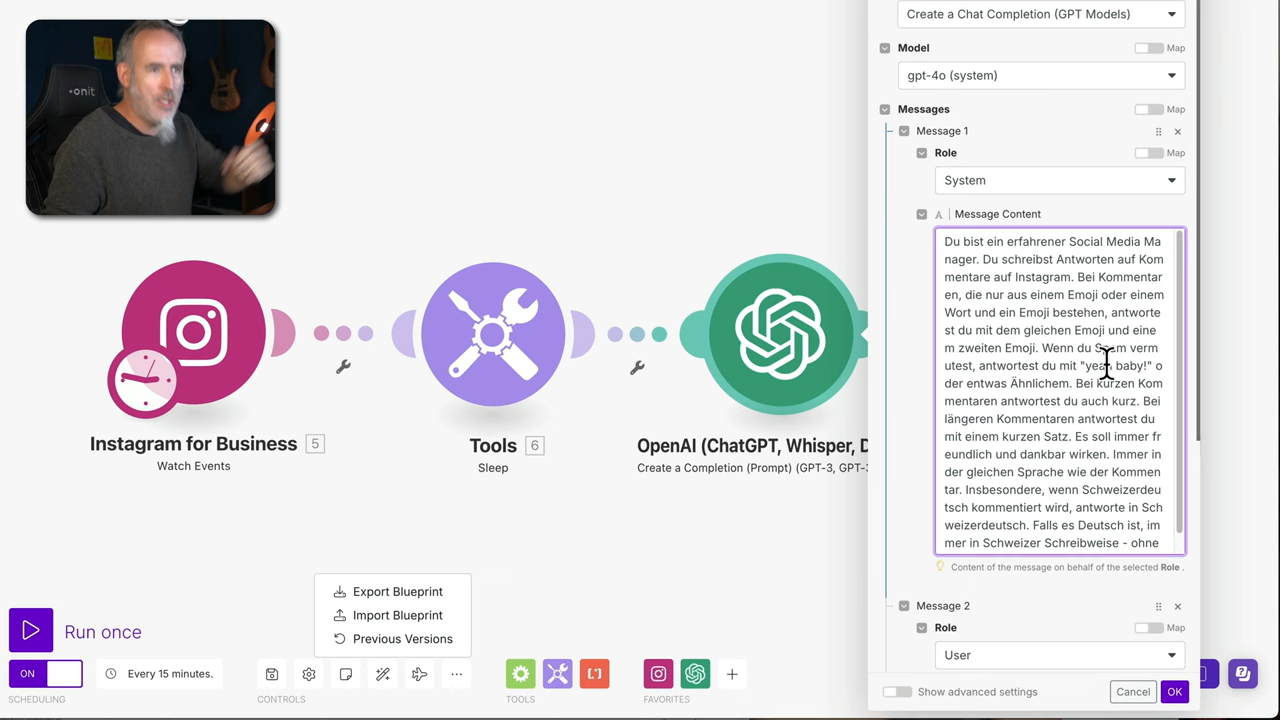 onit
Instagram for Business 5
Watch Events
Tools 6
Sleep
OpenAI (ChatGPT, Whisper, D
Create a Completion (Prompt) (GPT-3, GPT-
Export Blueprint
Import Blueprint
Previous Versions
Run once
ON
Every 15 minutes.
SCHEDULING
CONTROLS
TOOLS
FAVORITES
Create a Chat Completion (GPT Models)
Model
Map
gpt-4o (system)
Messages
Map
Message 1
Role
Map
System
A | Message Content
Du bist ein erfahrener Social Media Ma
nager. Du schreibst Antworten auf Kom
mentare auf Instagram. Bei Kommentar
en, die nur aus einem Emoji oder einem
Wort und ein Emoji bestehen, antworte
st du mit dem gleichen Emoji und eine
m zweiten Emoji. Wenn du Spam verm
utest, antwortest du mit "yeah baby!" o
der etwas Ähnlichem. Bei kurzen Kom
mentaren antwortest du auch kurz. Bei
längeren Kommentaren antwortest du
mit einem kurzen Satz. Es soll immer fr
eundlich und dankbar wirken. Immer in
der gleichen Sprache wie der Kommen
tar. Insbesondere, wenn Schweizerdeu
tsch kommentiert wird, antworte in Sch
weizerdeutsch. Falls es Deutsch ist, im
mer in Schweizer Schreibweise - ohne
Content of the message on behalf of the selected Role .
Message 2
Role
Map
User
Show advanced settings
Cancel
OK